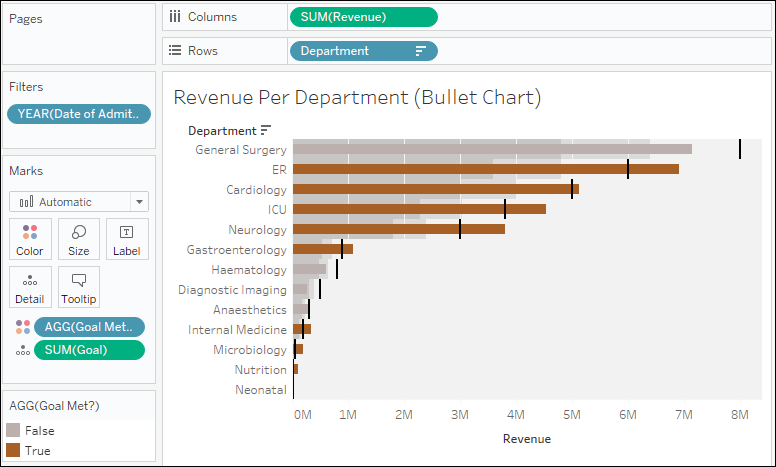 Pages
Columns
SUM(Revenue)
Rows
Department
Filters
YEAR(Date of Admit..
Marks
Automatic
Color
Size
Label
Detail
Tooltip
AGG(Goal Met..
SUM(Goal)
AGG(Goal Met?)
False
True
Revenue Per Department (Bullet Chart)
Department
General Surgery
ER
Cardiology
ICU
Neurology
Gastroenterology
Haematology
Diagnostic Imaging
Anaesthetics
Internal Medicine
Microbiology
Nutrition
Neonatal
0M 1M 2M 3M 4M 5M 6M 7M 8M
Revenue